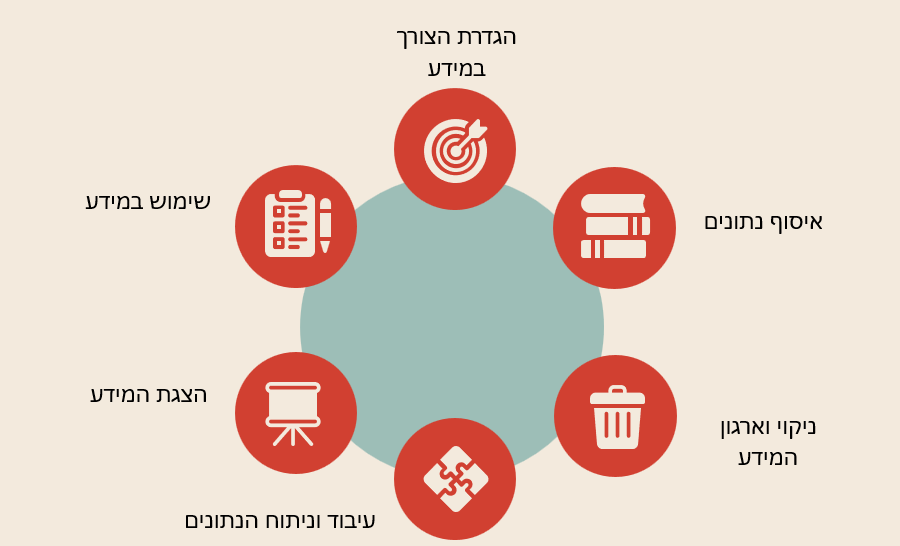 הגדרת הצורך
במידע
איסוף נתונים
ניקוי וארגון
המידע
עיבוד וניתוח הנתונים
הצגת המידע
שימוש במידע